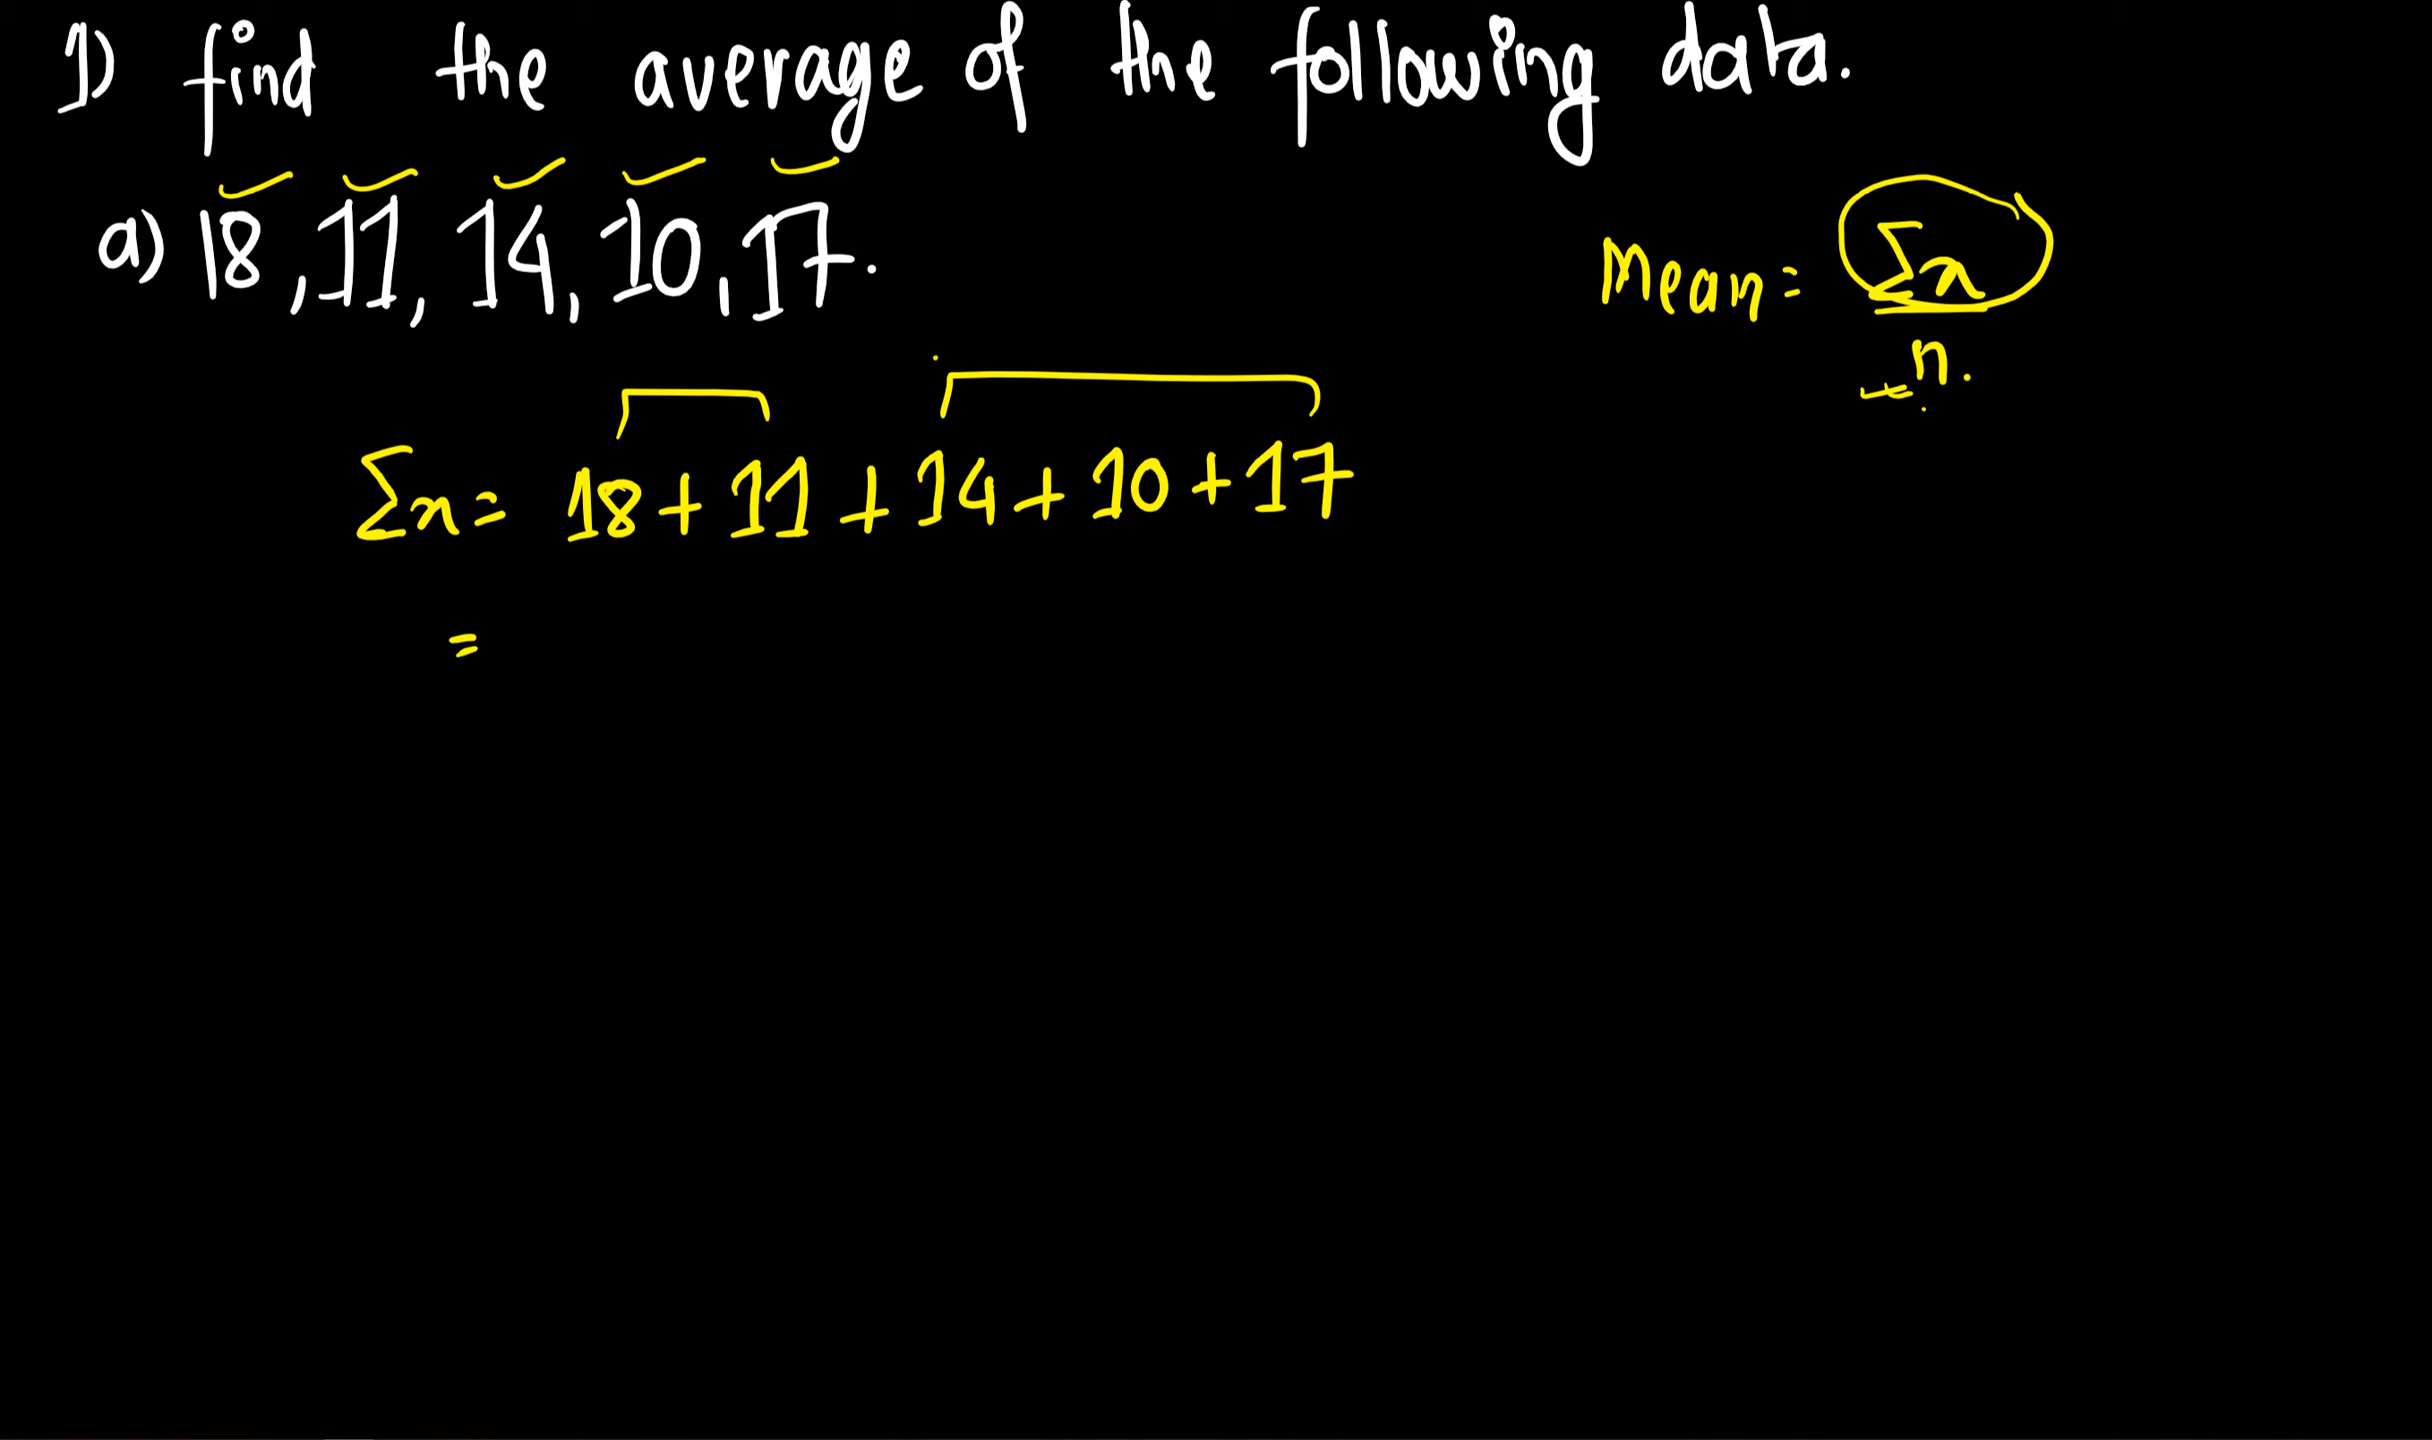 1) find the average of the following data.
a) 18, 11, 14, 10, 17.
Mean = Σx
n.
Σx = 18 + 11 + 14 + 10 + 17
=